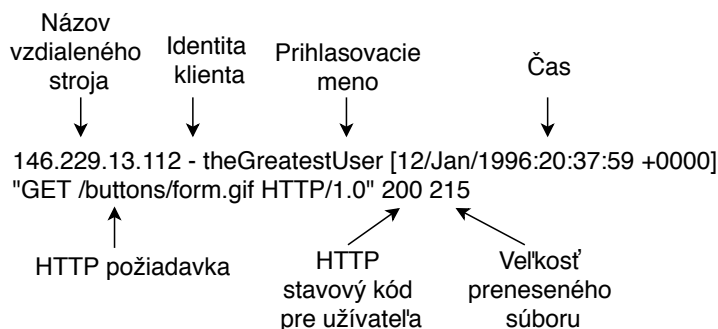 Názov
vzdialeného
stroja
Identita
klienta
Prihlasovacie
meno
Čas
146.229.13.112 - theGreatestUser [12/Jan/1996:20:37:59 +0000]
"GET /buttons/form.gif HTTP/1.0" 200 215
HTTP požiadavka
HTTP
stavový kód
pre užívateľa
Veľkosť
preneseného
súboru